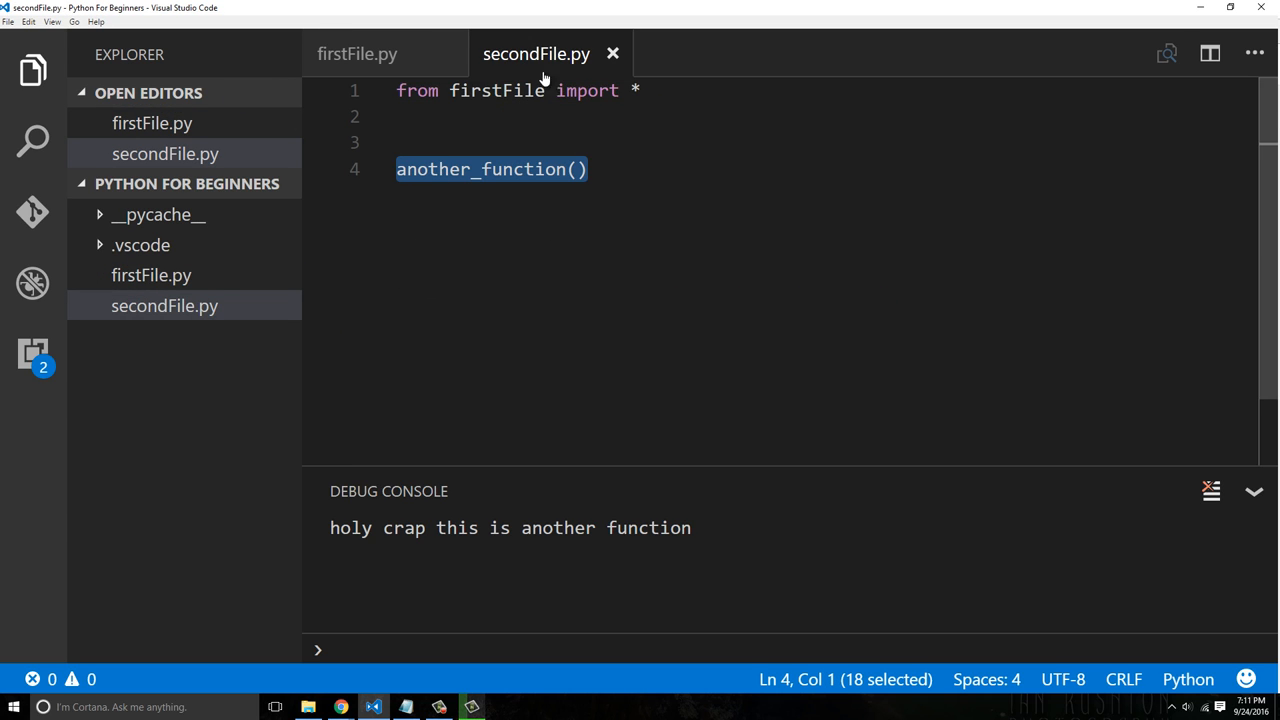 secondFile.py - Python For Beginners - Visual Studio Code
File Edit View Go Help
EXPLORER
firstFile.py
secondFile.py
OPEN EDITORS
firstFile.py
secondFile.py
PYTHON FOR BEGINNERS
__pycache__
.vscode
firstFile.py
secondFile.py
2
1 from firstFile import *
2
3
4 another_function()
DEBUG CONSOLE
holy crap this is another function
0 0
Ln 4, Col 1 (18 selected) Spaces: 4 UTF-8 CRLF Python
I'm Cortana. Ask me anything.
7:11 PM
9/24/2016